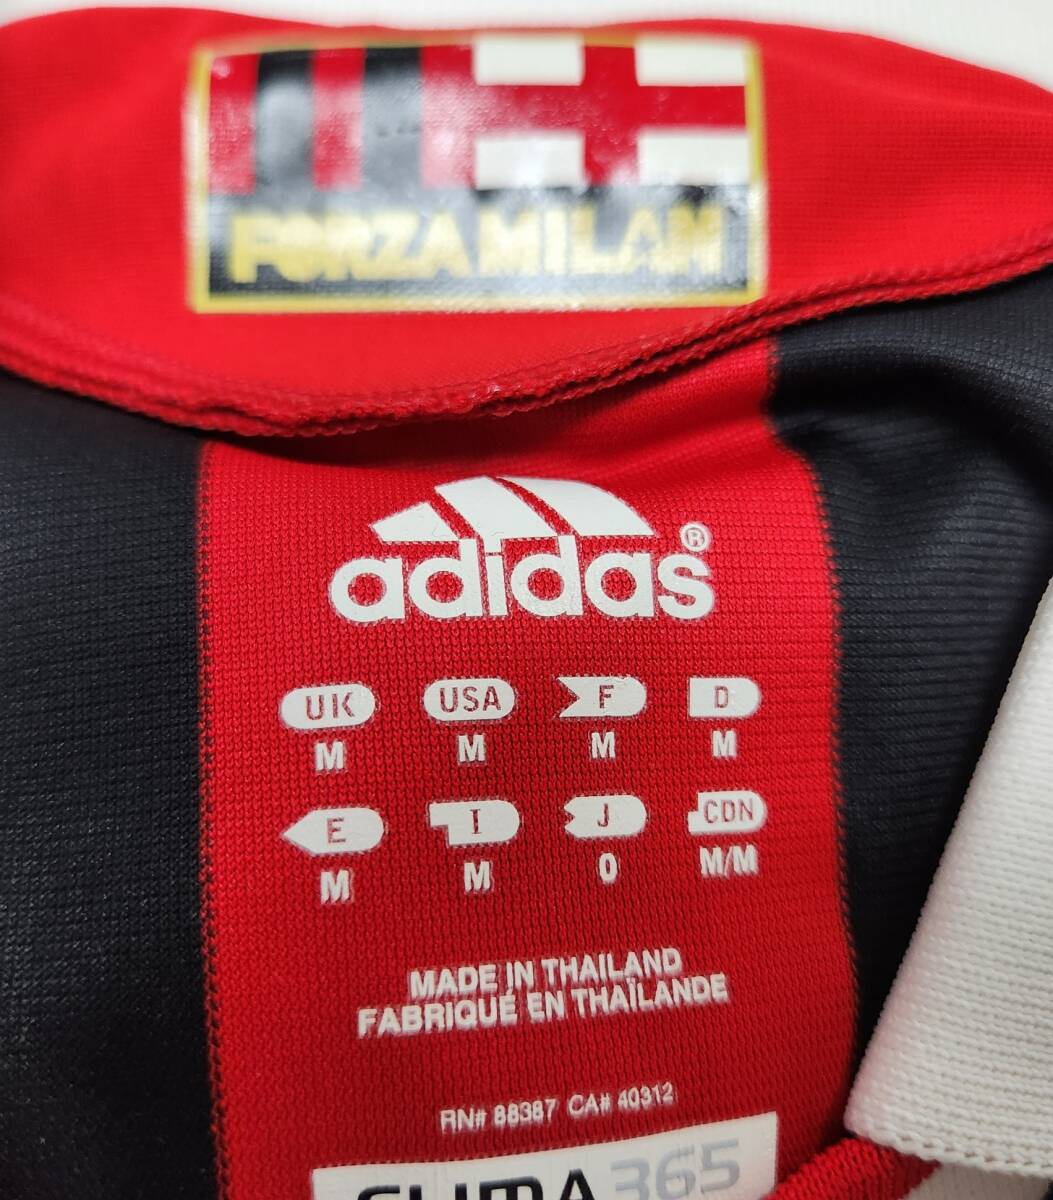 FORZA MILAN
adidas®
UK USA F D
M M M M
E I J CDN
M M O M/M
MADE IN THAILAND
FABRIQUÉ EN THAÏLANDE
RN# 88387 CA# 40312
CLIMA365